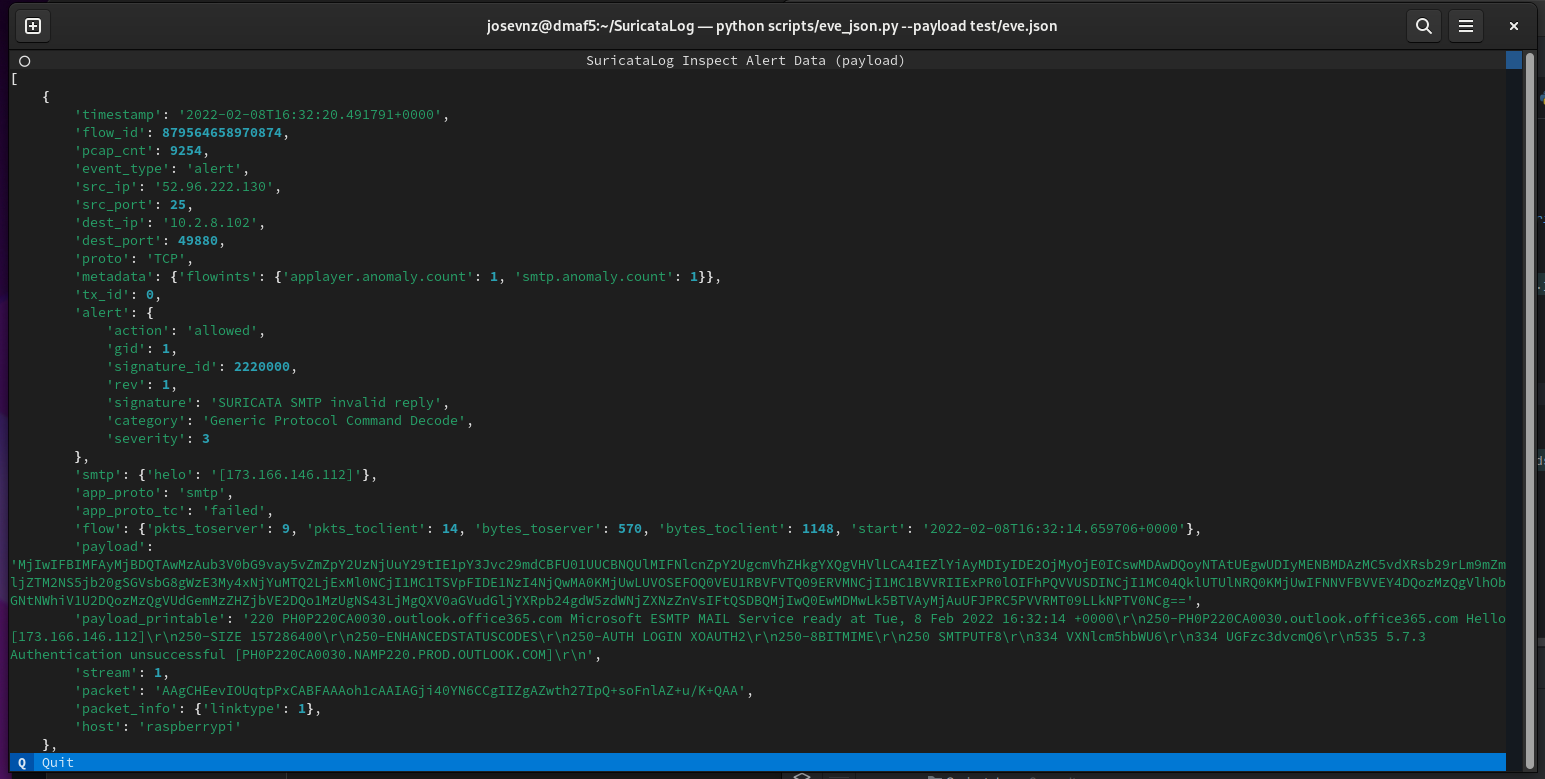 josevnz@dmaf5:~/SuricataLog — python scripts/eve_json.py --payload test/eve.json
SuricataLog Inspect Alert Data (payload)
[
    {
        'timestamp': '2022-02-08T16:32:20.491791+0000',
        'flow_id': 879564658970874,
        'pcap_cnt': 9254,
        'event_type': 'alert',
        'src_ip': '52.96.222.130',
        'src_port': 25,
        'dest_ip': '10.2.8.102',
        'dest_port': 49880,
        'proto': 'TCP',
        'metadata': {'flowints': {'applayer.anomaly.count': 1, 'smtp.anomaly.count': 1}},
        'tx_id': 0,
        'alert': {
            'action': 'allowed',
            'gid': 1,
            'signature_id': 2220000,
            'rev': 1,
            'signature': 'SURICATA SMTP invalid reply',
            'category': 'Generic Protocol Command Decode',
            'severity': 3
        },
        'smtp': {'helo': '[173.166.146.112]'},
        'app_proto': 'smtp',
        'app_proto_tc': 'failed',
        'flow': {'pkts_toserver': 9, 'pkts_toclient': 14, 'bytes_toserver': 570, 'bytes_toclient': 1148, 'start': '2022-02-08T16:32:14.659706+0000'},
        'payload':
'MjIwIFBIMFAyMjBDQTAwMzAub3V0bG9vay5vZmZpY2UzNjUuY29tIE1pY3Jvc29mdCBFU01UUCBNQUlMIFNlcnZpY2UgcmVhZHkgYXQgVHVlLCA4IEZlYiAyMDIyIDE2OjMyOjE0ICswMDAwDQoyNTAtUEgwUDIyMENBMDAzMC5vdXRsb29rLm9mZm
ljZTM2NS5jb20gSGVsbG8gWzE3My4xNjYuMTQ2LjExMl0NCjI1MC1TSVpFIDE1NzI4NjQwMA0KMjUwLUVOSEFOQ0VEU1RBVFVTQ09ERVMNCjI1MC1BVVRIIExPR0lOIFhPQVVUSDINCjI1MC04QklUTUlNRQ0KMjUwIFNNVFBVVEY4DQozMzQgVlhOb
GNtNWhiV1U2DQozMzQgVUdGemMzZHZjbVE2DQo1MzUgNS43LjMgQXV0aGVudGljYXRpb24gdW5zdWNjZXNzZnVsIFtQSDBQMjIwQ0EwMDMwLk5BTVAyMjAuUFJPRC5PVVRMT09LLkNPTV0NCg==',
        'payload_printable': '220 PH0P220CA0030.outlook.office365.com Microsoft ESMTP MAIL Service ready at Tue, 8 Feb 2022 16:32:14 +0000\r\n250-PH0P220CA0030.outlook.office365.com Hello
[173.166.146.112]\r\n250-SIZE 157286400\r\n250-ENHANCEDSTATUSCODES\r\n250-AUTH LOGIN XOAUTH2\r\n250-8BITMIME\r\n250 SMTPUTF8\r\n334 VXNlcm5hbWU6\r\n334 UGFzc3dvcmQ6\r\n535 5.7.3
Authentication unsuccessful [PH0P220CA0030.NAMP220.PROD.OUTLOOK.COM]\r\n',
        'stream': 1,
        'packet': 'AAgCHEevIOUqtpPxCABFAAAoh1cAAIAGji40YN6CCgIIZgAZwth27IpQ+soFnlAZ+u/K+QAA',
        'packet_info': {'linktype': 1},
        'host': 'raspberrypi'
    },
Q Quit